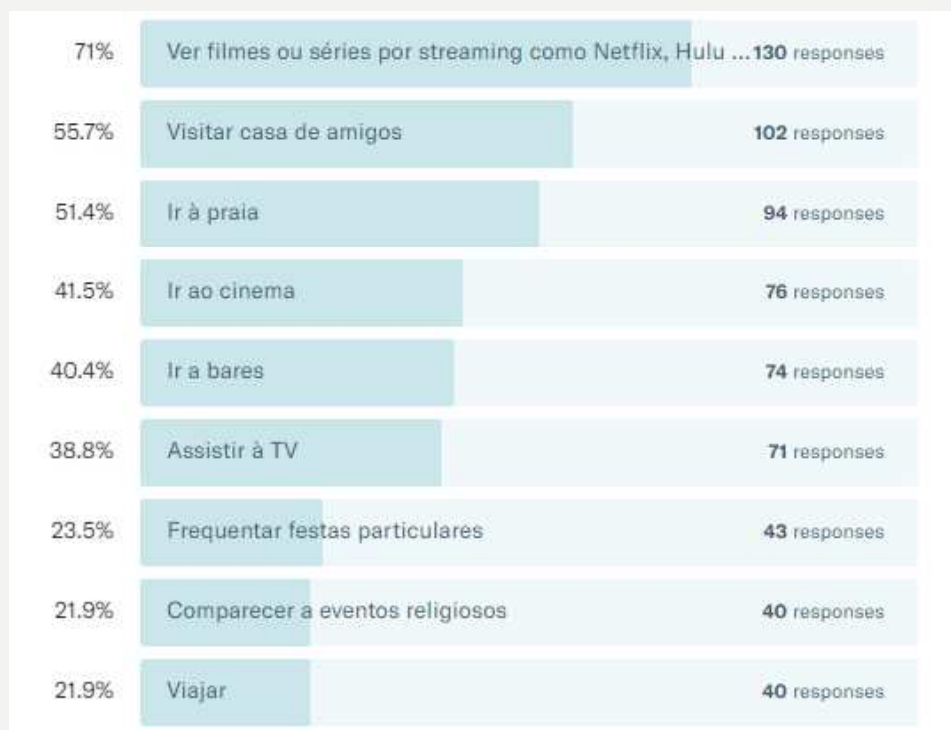 71% Ver filmes ou séries por streaming como Netflix, Hulu ... 130 responses
55.7% Visitar casa de amigos 102 responses
51.4% Ir à praia 94 responses
41.5% Ir ao cinema 76 responses
40.4% Ir a bares 74 responses
38.8% Assistir à TV 71 responses
23.5% Frequentar festas particulares 43 responses
21.9% Comparecer a eventos religiosos 40 responses
21.9% Viajar 40 responses